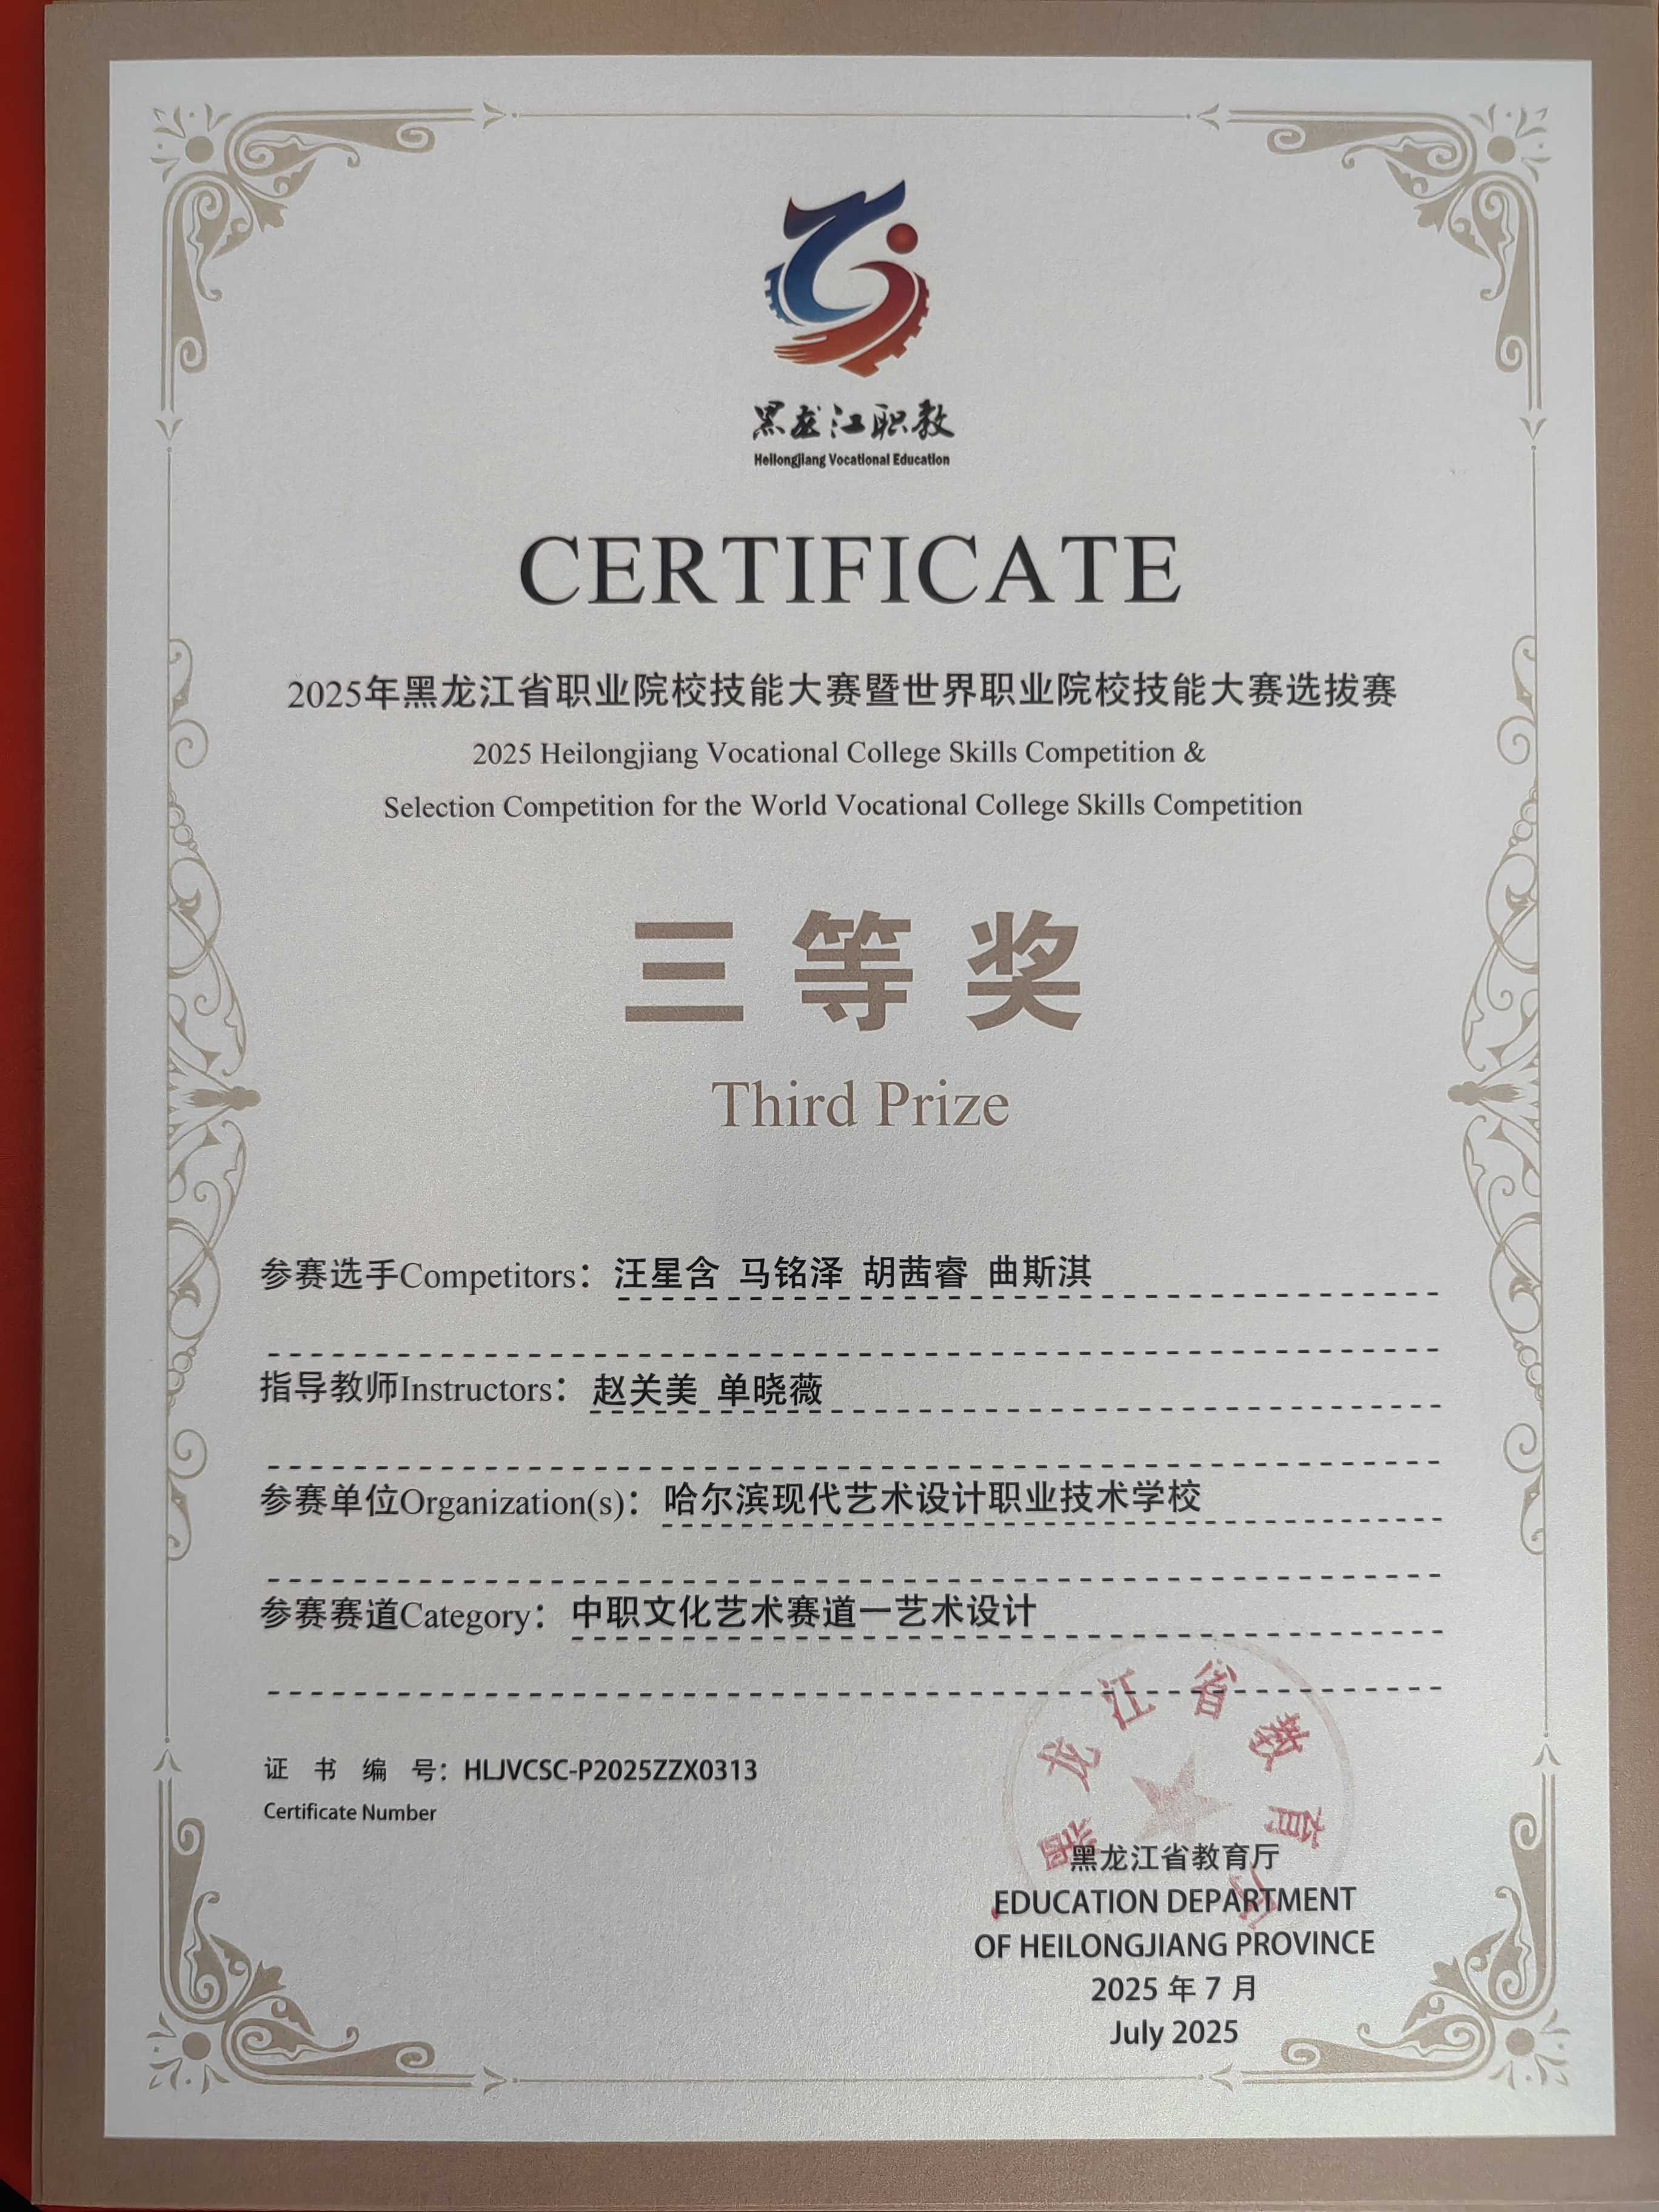 黑龙江职教
Heilongjiang Vocational Education
CERTIFICATE
2025年黑龙江省职业院校技能大赛暨世界职业院校技能大赛选拔赛
2025 Heilongjiang Vocational College Skills Competition &
Selection Competition for the World Vocational College Skills Competition
三等奖
Third Prize
参赛选手Competitors：汪星含 马铭泽 胡茜睿 曲斯淇
指导教师Instructors：赵关美 单晓薇
参赛单位Organization(s)：哈尔滨现代艺术设计职业技术学校
参赛赛道Category：中职文化艺术赛道一艺术设计
证书编号：HLJVCSC-P2025ZZX0313
Certificate Number
黑龙江省教育厅
黑龙江省教育厅
EDUCATION DEPARTMENT
OF HEILONGJIANG PROVINCE
2025 年 7 月
July 2025